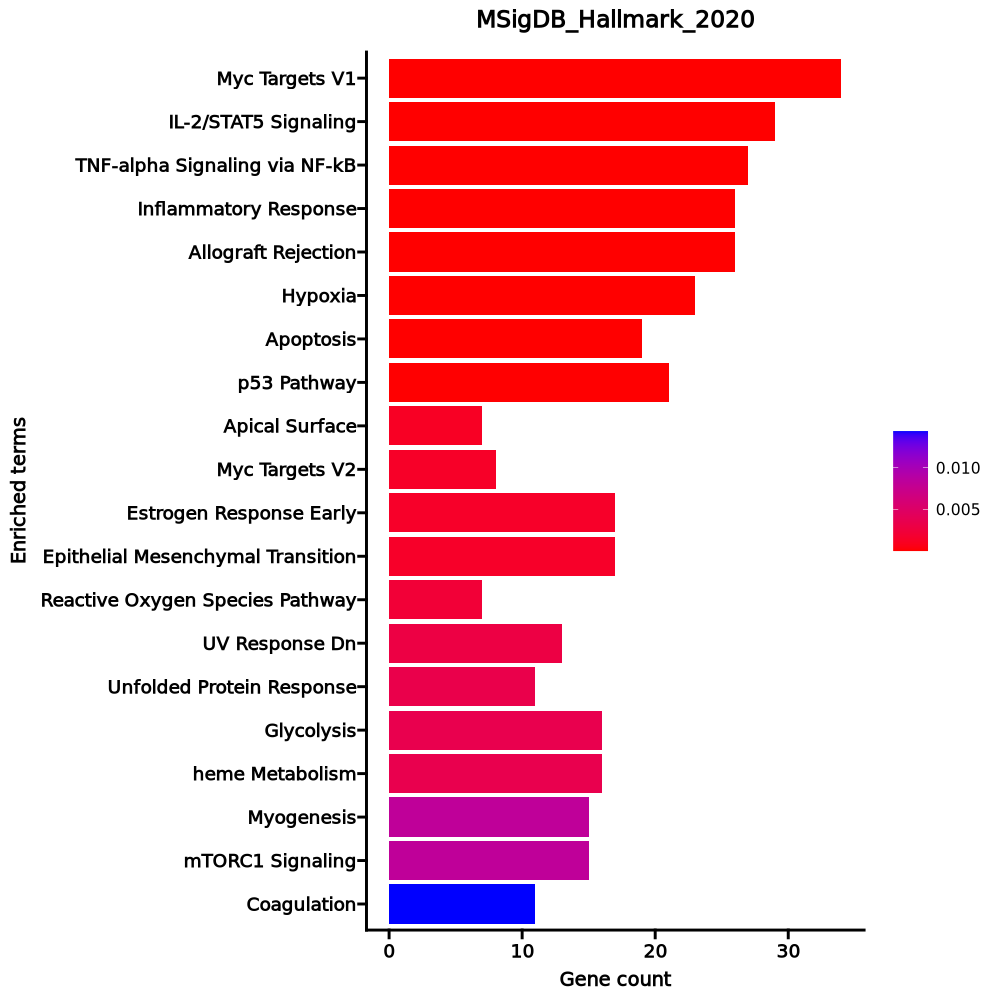 MSigDB_Hallmark_2020
Myc Targets V1
IL-2/STAT5 Signaling
TNF-alpha Signaling via NF-kB
Inflammatory Response
Allograft Rejection
Hypoxia
Apoptosis
p53 Pathway
Apical Surface
Myc Targets V2
Estrogen Response Early
Epithelial Mesenchymal Transition
Reactive Oxygen Species Pathway
UV Response Dn
Unfolded Protein Response
Glycolysis
heme Metabolism
Myogenesis
mTORC1 Signaling
Coagulation
Enriched terms
0 10 20 30
Gene count
0.010
0.005